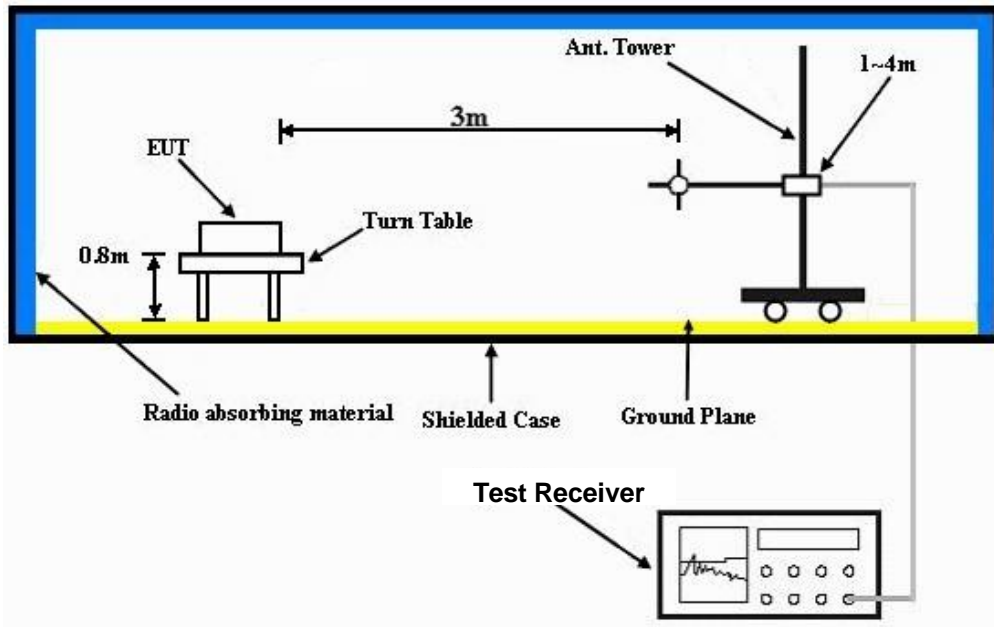 Ant. Tower
1~4m
3m
EUT
Turn Table
0.8m
Radio absorbing material
Shielded Case
Ground Plane
Test Receiver